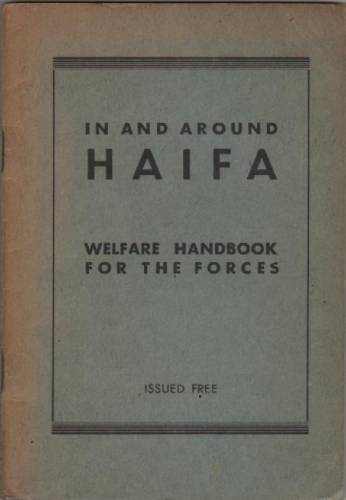 IN AND AROUND
HAIFA
WELFARE HANDBOOK
FOR THE FORCES
ISSUED FREE